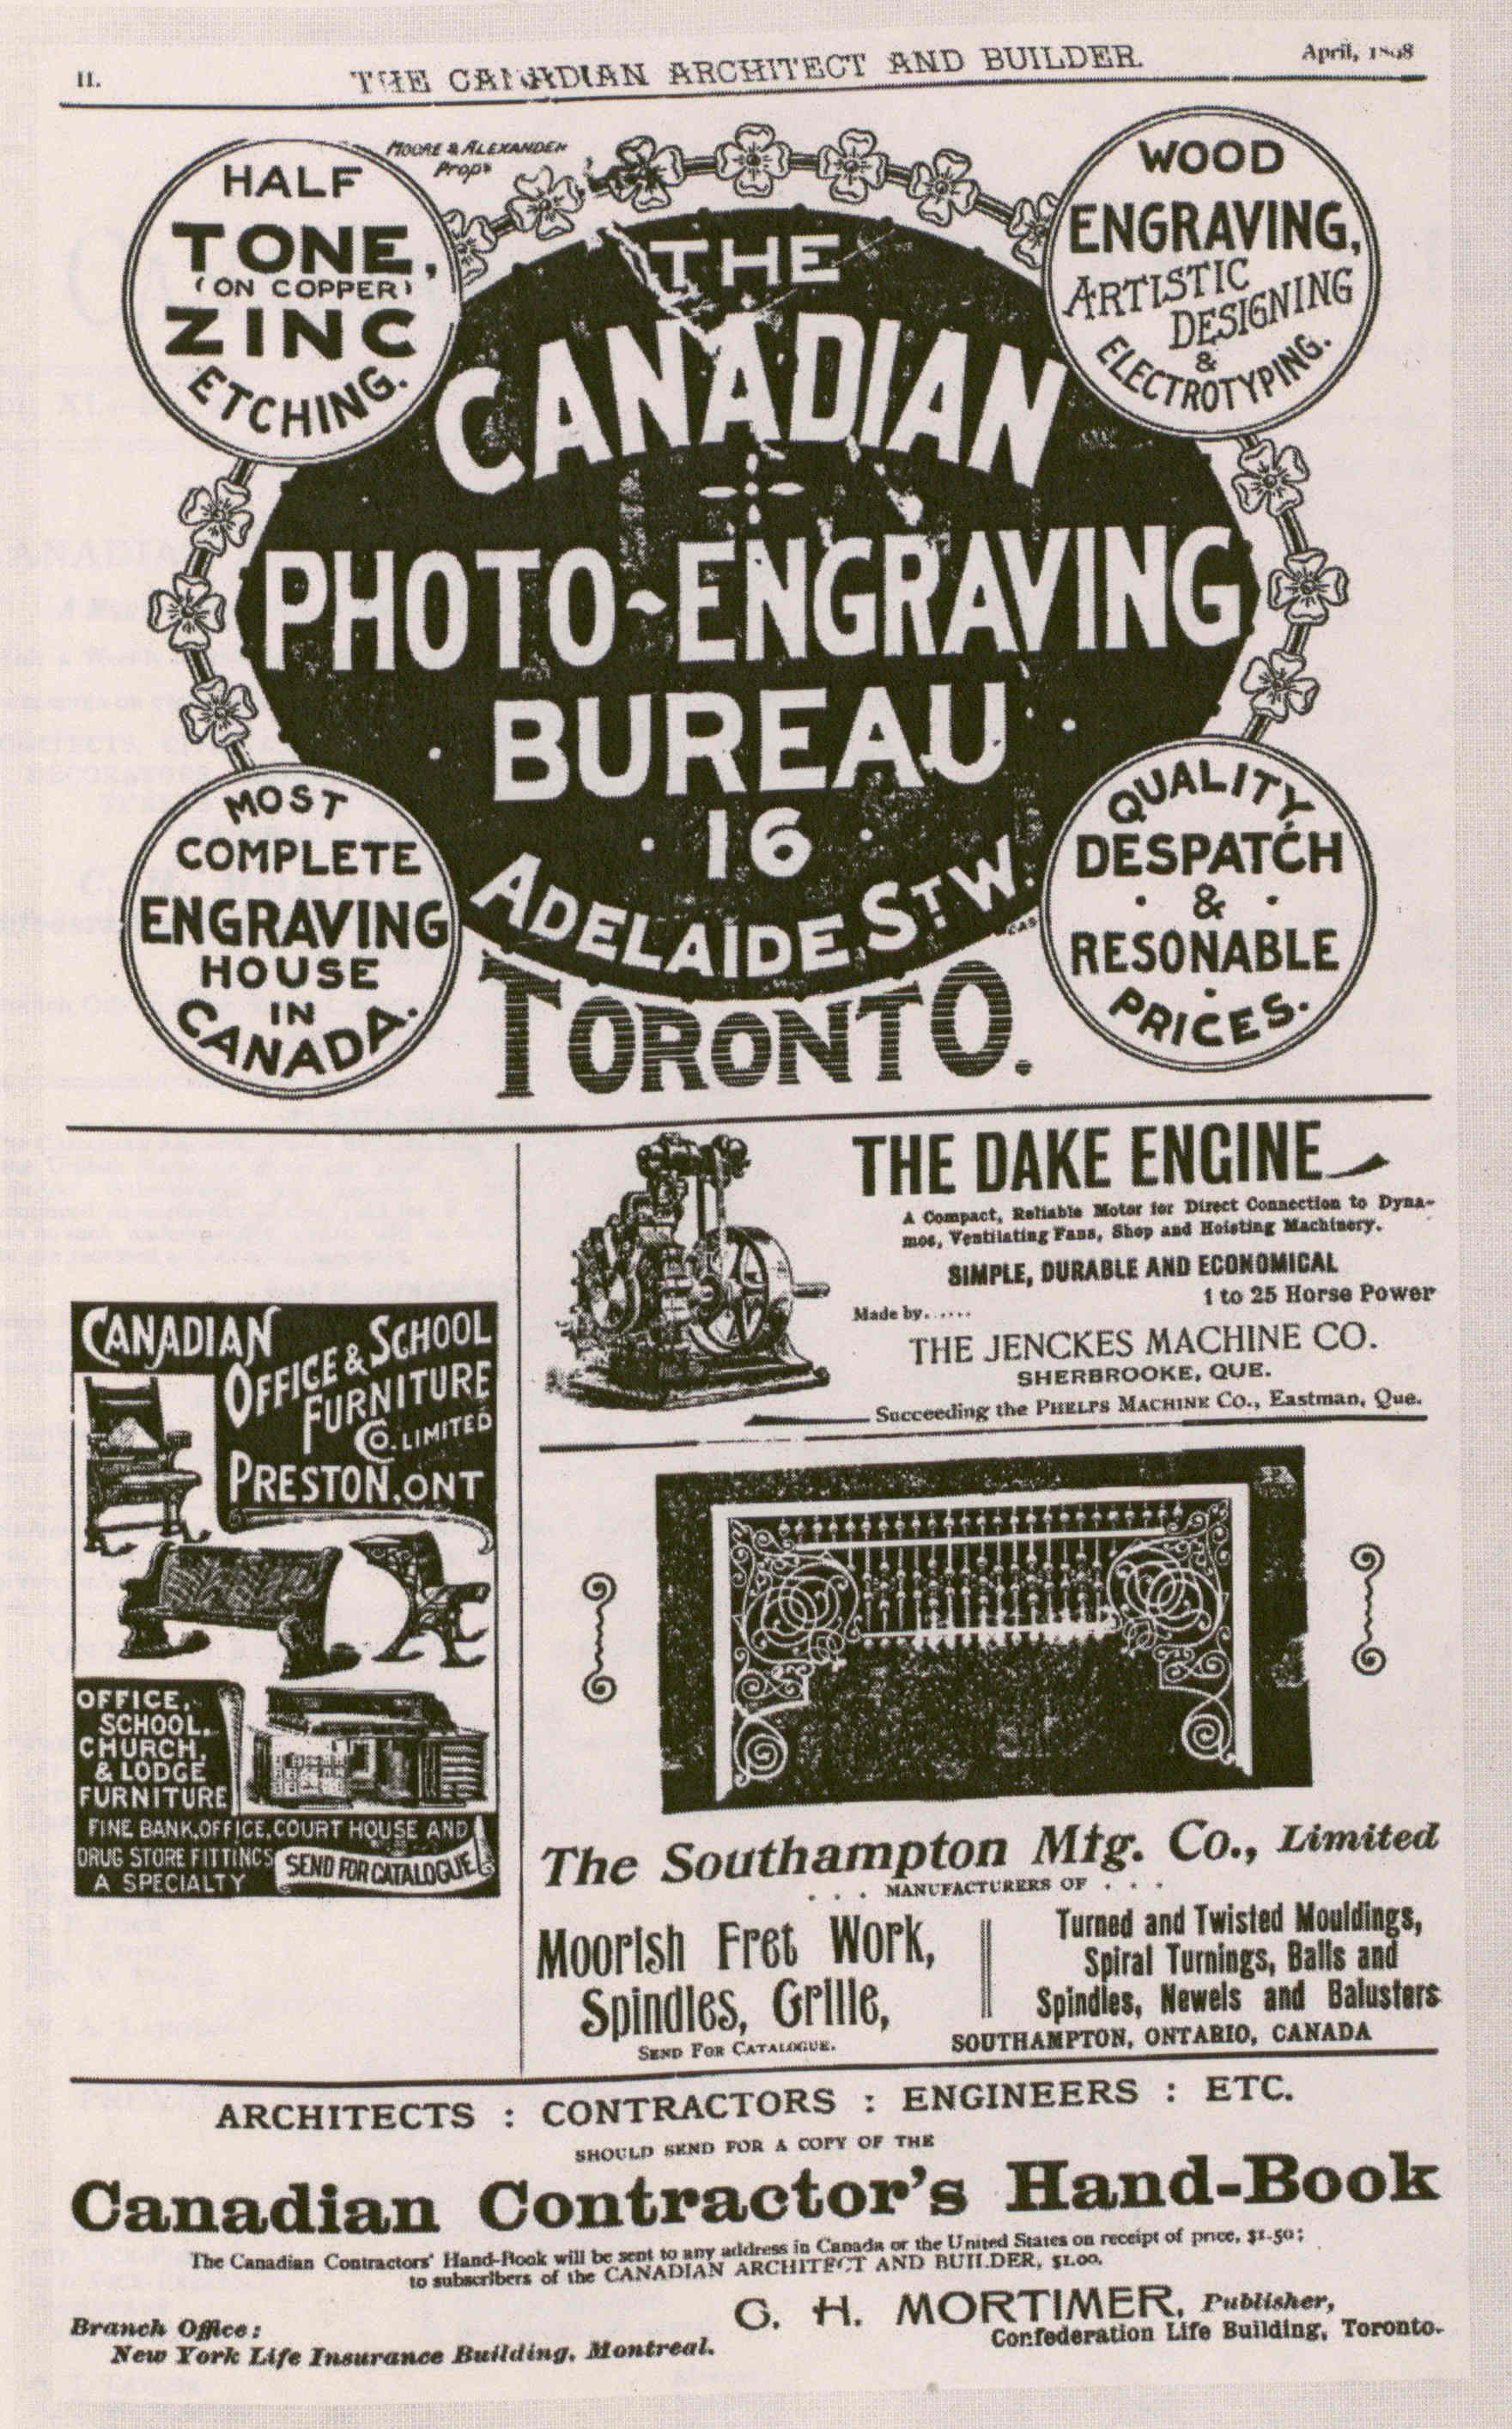 II.
THE CANADIAN ARCHITECT AND BUILDER.
April, 1898
MOORE & ALEXANDER
Props
HALF
TONE,
(ON COPPER)
ZINC
ETCHING.
WOOD
ENGRAVING,
ARTISTIC
DESIGNING
&
ELECTROTYPING.
THE
CANADIAN
PHOTO-ENGRAVING
BUREAU
16
ADELAIDE ST W.
TORONTO.
MOST
COMPLETE
ENGRAVING
HOUSE
IN
CANADA.
QUALITY,
DESPATCH
&
RESONABLE
PRICES.
CANADIAN
OFFICE & SCHOOL
FURNITURE
CO. LIMITED
PRESTON, ONT
OFFICE,
SCHOOL,
CHURCH,
& LODGE
FURNITURE
FINE BANK, OFFICE, COURT HOUSE AND
DRUG STORE FITTINGS
A SPECIALTY
SEND FOR CATALOGUE
THE DAKE ENGINE
A Compact, Reliable Motor for Direct Connection to Dyna-
mos, Ventilating Fans, Shop and Hoisting Machinery.
SIMPLE, DURABLE AND ECONOMICAL
1 to 25 Horse Power
Made by......
THE JENCKES MACHINE CO.
SHERBROOKE, QUE.
Succeeding the PHELPS MACHINE CO., Eastman, Que.
The Southampton Mfg. Co., Limited
. . . MANUFACTURERS OF . . .
Moorish Fret Work,
Spindles, Grille,
SEND FOR CATALOGUE.
Turned and Twisted Mouldings,
Spiral Turnings, Balls and
Spindles, Newels and Balusters
SOUTHAMPTON, ONTARIO, CANADA
ARCHITECTS : CONTRACTORS : ENGINEERS : ETC.
SHOULD SEND FOR A COPY OF THE
Canadian Contractor's Hand-Book
The Canadian Contractors' Hand-Book will be sent to any address in Canada or the United States on receipt of price, $1.50;
to subscribers of the CANADIAN ARCHITECT AND BUILDER, $1.00.
C. H. MORTIMER, Publisher,
Confederation Life Building, Toronto.
Branch Office:
New York Life Insurance Building, Montreal.